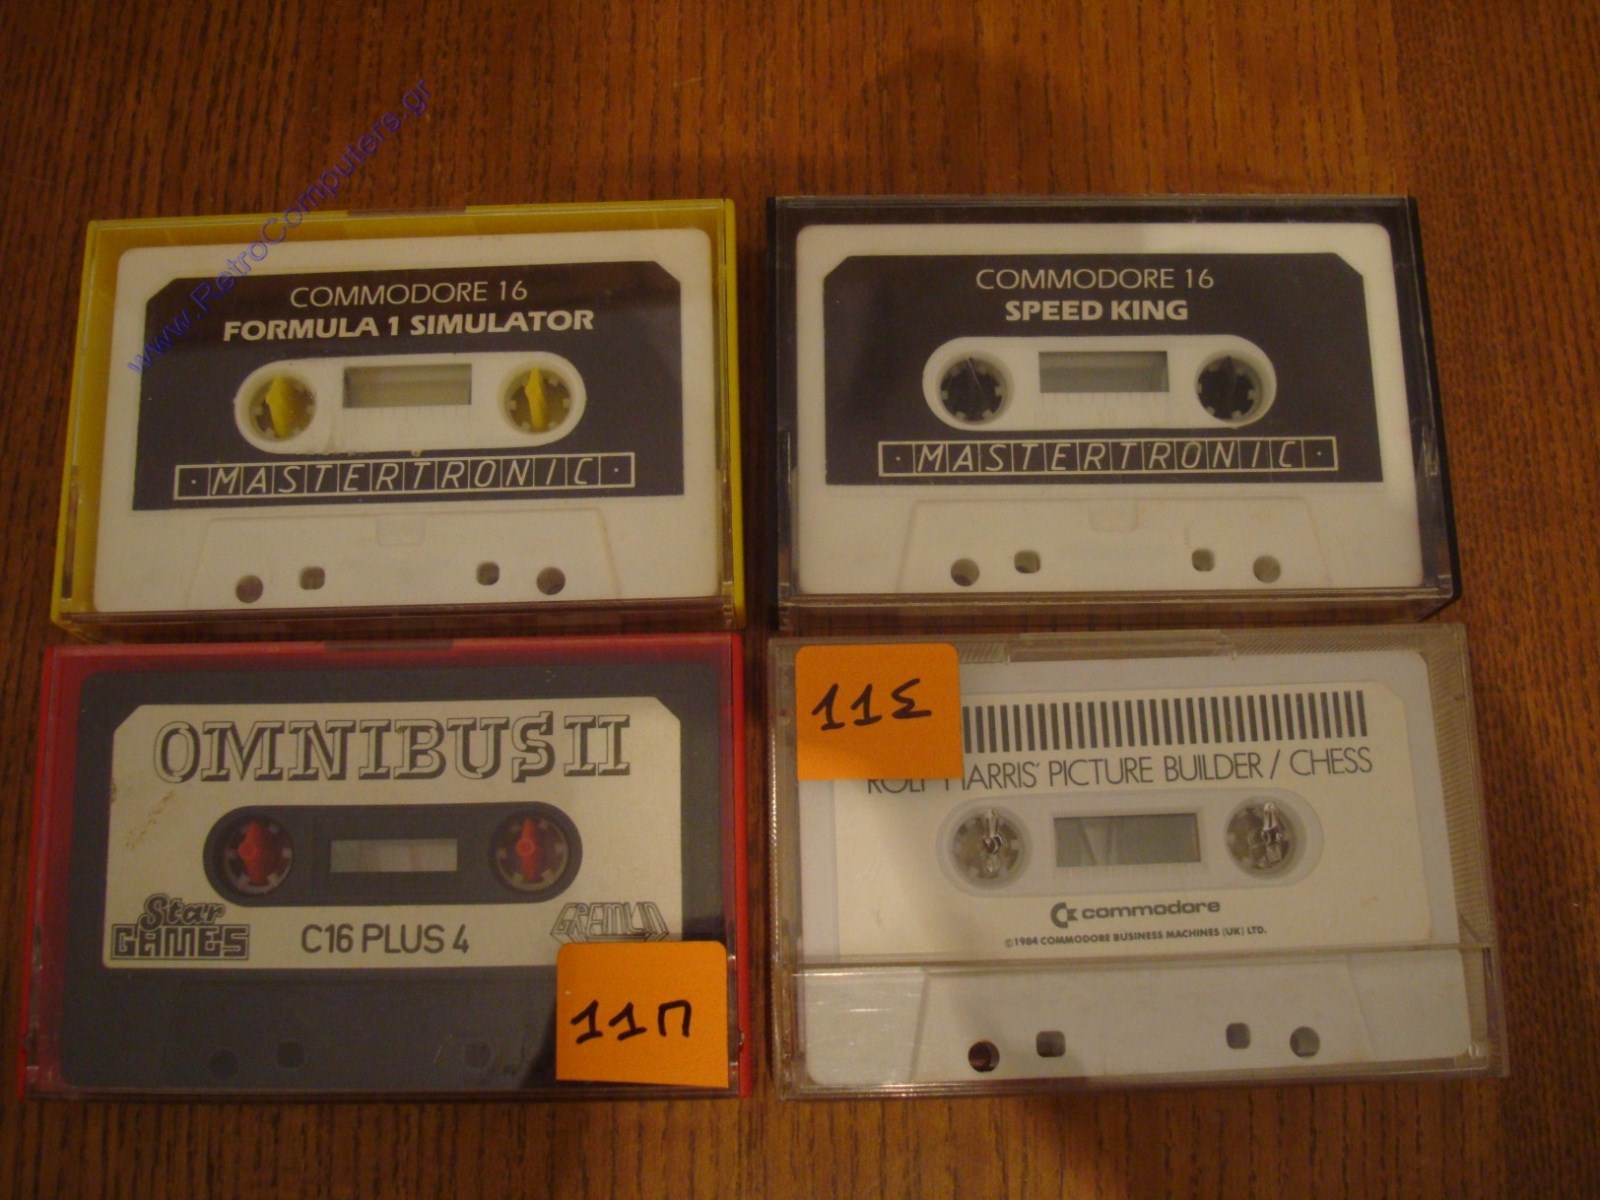 www.RetroComputers.gr
COMMODORE 16
FORMULA 1 SIMULATOR
·MASTERTRONIC·
COMMODORE 16
SPEED KING
·MASTERTRONIC·
OMNIBUS II
Star
GAMES
C16 PLUS 4
GREMLIN
11Π
11Σ
ROLF HARRIS' PICTURE BUILDER / CHESS
commodore
©1984 COMMODORE BUSINESS MACHINES (UK) LTD.